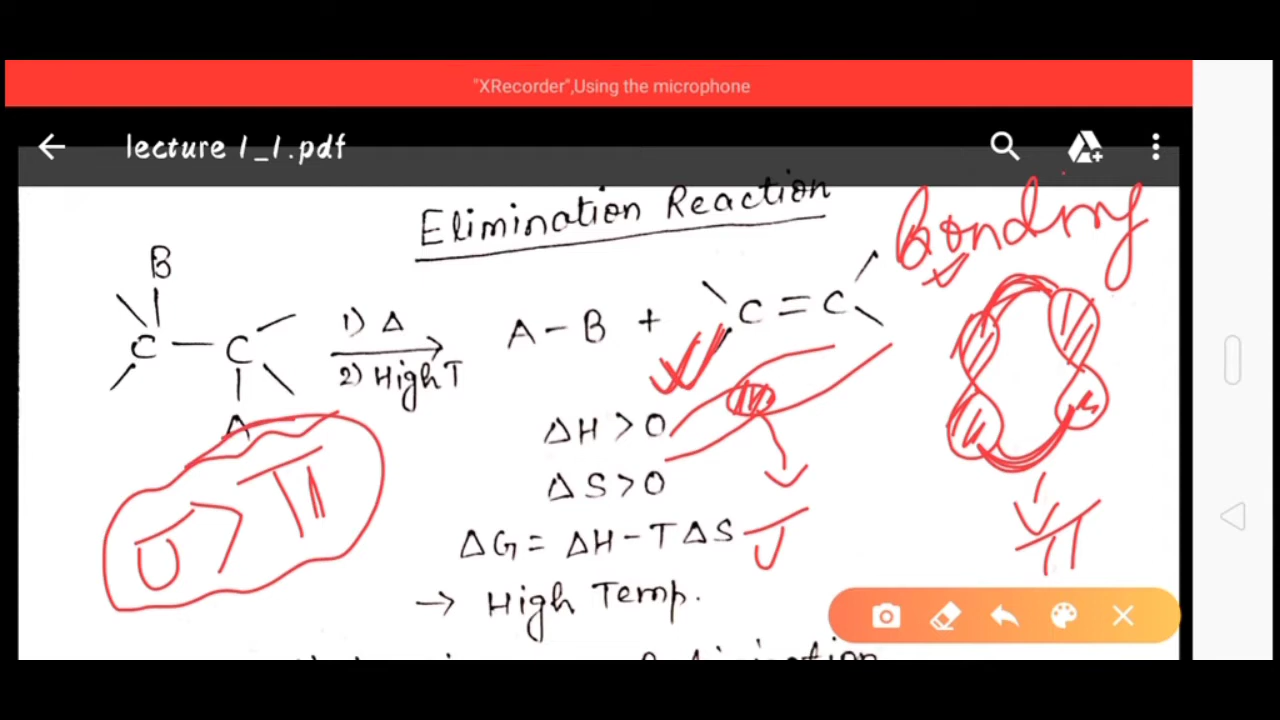 "XRecorder",Using the microphone
lecture 1_1.pdf
Elimination Reaction
Bonding
B
C — C
A
1) Δ
2) High T
A - B + C = C
ΔH > 0
ΔS > 0
ΔG = ΔH - TΔS
→ High Temp.
σ > π
σ
π